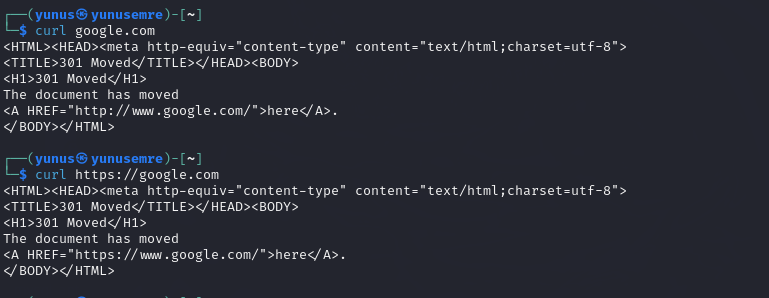 ┌──(yunus㉿yunusemre)-[~]
└─$ curl google.com
<HTML><HEAD><meta http-equiv="content-type" content="text/html;charset=utf-8">
<TITLE>301 Moved</TITLE></HEAD><BODY>
<H1>301 Moved</H1>
The document has moved
<A HREF="http://www.google.com/">here</A>.
</BODY></HTML>
┌──(yunus㉿yunusemre)-[~]
└─$ curl https://google.com
<HTML><HEAD><meta http-equiv="content-type" content="text/html;charset=utf-8">
<TITLE>301 Moved</TITLE></HEAD><BODY>
<H1>301 Moved</H1>
The document has moved
<A HREF="https://www.google.com/">here</A>.
</BODY></HTML>